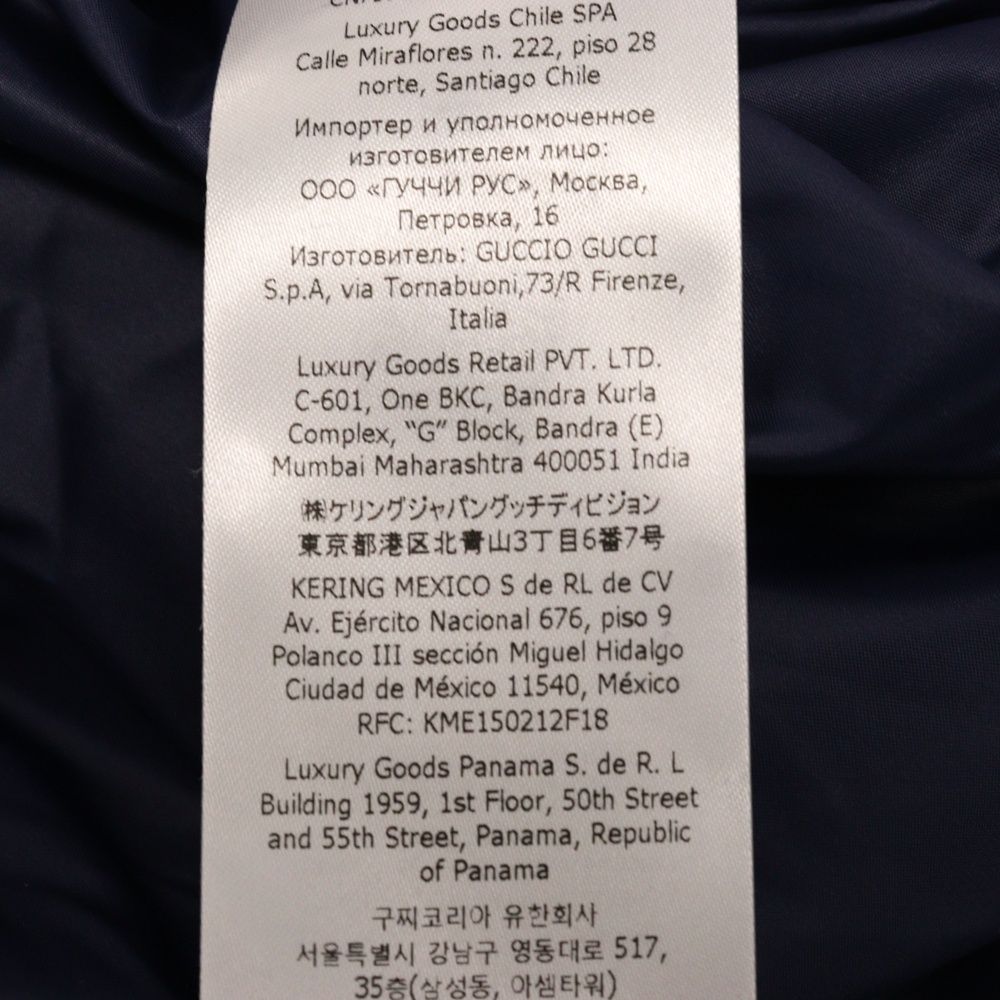 Luxury Goods Chile SPA
Calle Miraflores n. 222, piso 28
norte, Santiago Chile
Импортер и уполномоченное
изготовителем лицо:
ООО «ГУЧЧИ РУС», Москва,
Петровка, 16
Изготовитель: GUCCIO GUCCI
S.p.A, via Tornabuoni,73/R Firenze,
Italia
Luxury Goods Retail PVT. LTD.
C-601, One BKC, Bandra Kurla
Complex, “G” Block, Bandra (E)
Mumbai Maharashtra 400051 India
㈱ケリングジャパングッチディビジョン
東京都港区北青山3丁目6番7号
KERING MEXICO S de RL de CV
Av. Ejército Nacional 676, piso 9
Polanco III sección Miguel Hidalgo
Ciudad de México 11540, México
RFC: KME150212F18
Luxury Goods Panama S. de R. L
Building 1959, 1st Floor, 50th Street
and 55th Street, Panama, Republic
of Panama
구찌코리아 유한회사
서울특별시 강남구 영동대로 517,
35층(삼성동, 아셈타워)